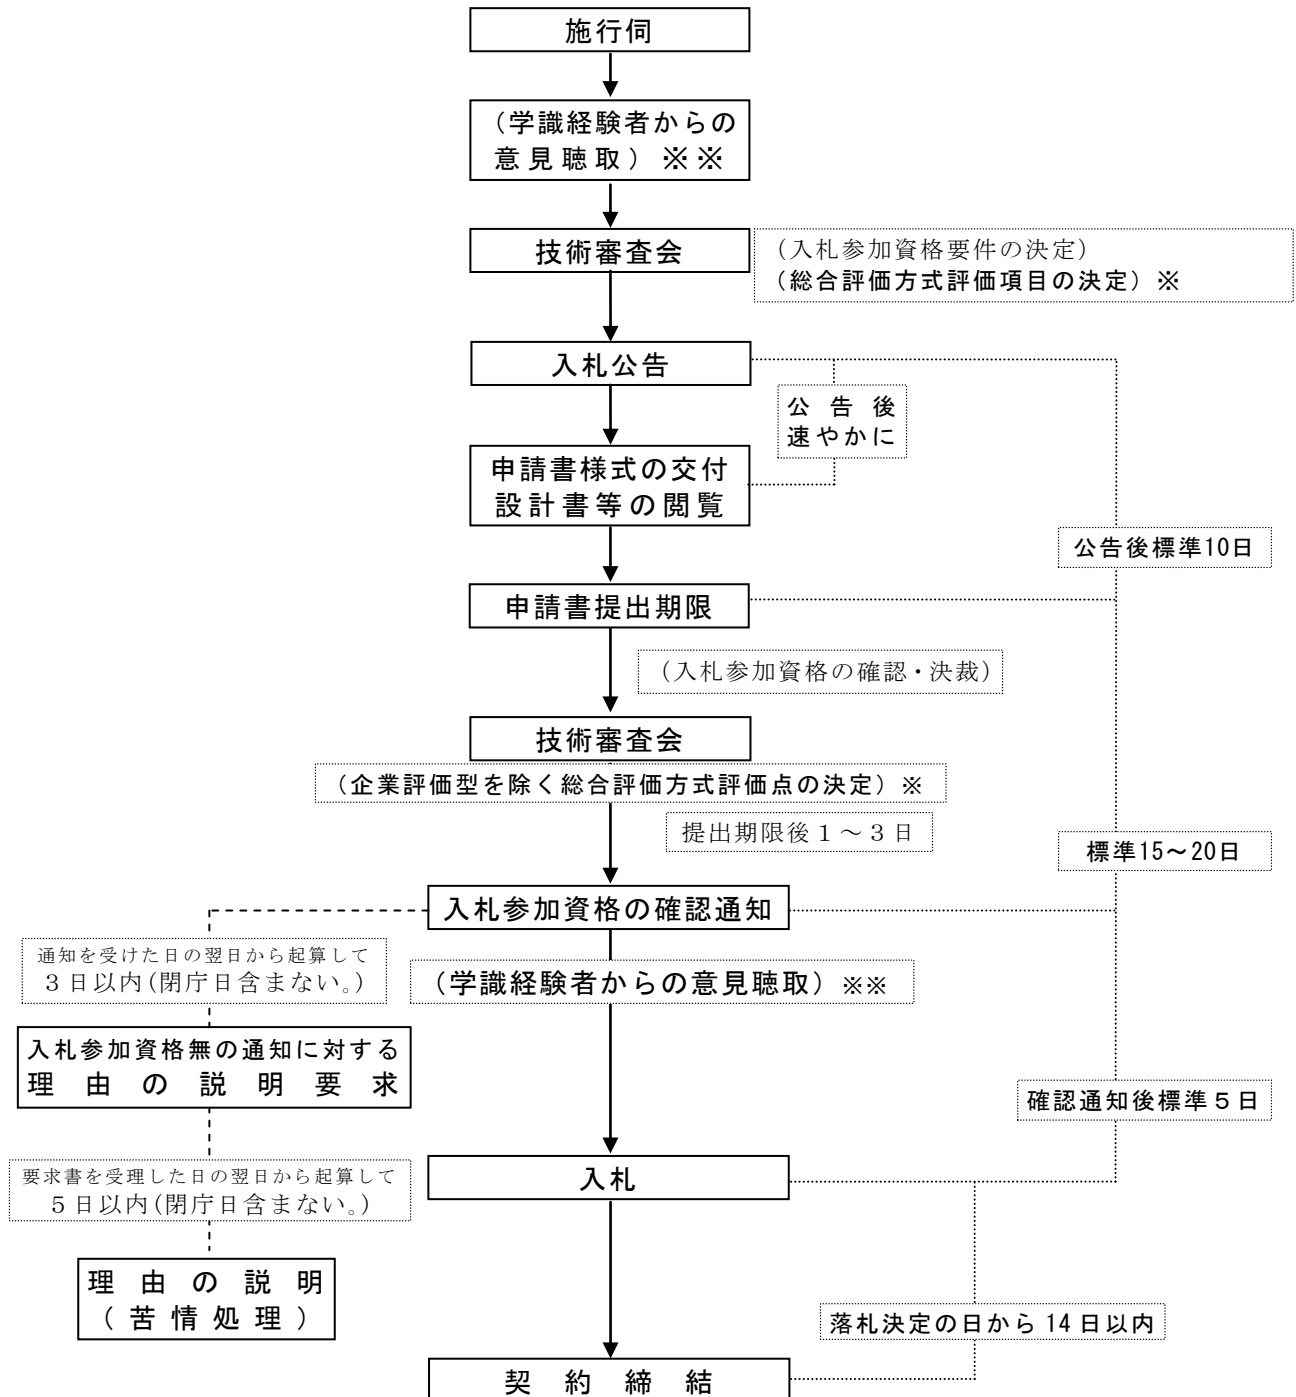 施行伺
（学識経験者からの
意見聴取）※※
技術審査会
（入札参加資格要件の決定）
（総合評価方式評価項目の決定）※
入札公告
公告後
速やかに
申請書様式の交付
設計書等の閲覧
公告後標準10日
申請書提出期限
（入札参加資格の確認・決裁）
技術審査会
（企業評価型を除く総合評価方式評価点の決定）※
提出期限後１～３日
標準15～20日
入札参加資格の確認通知
通知を受けた日の翌日から起算して
３日以内(閉庁日含まない。)
（学識経験者からの意見聴取）※※
入札参加資格無の通知に対する
理由の説明要求
確認通知後標準５日
入札
要求書を受理した日の翌日から起算して
５日以内(閉庁日含まない。)
理由の説明
（苦情処理）
落札決定の日から14日以内
契約締結